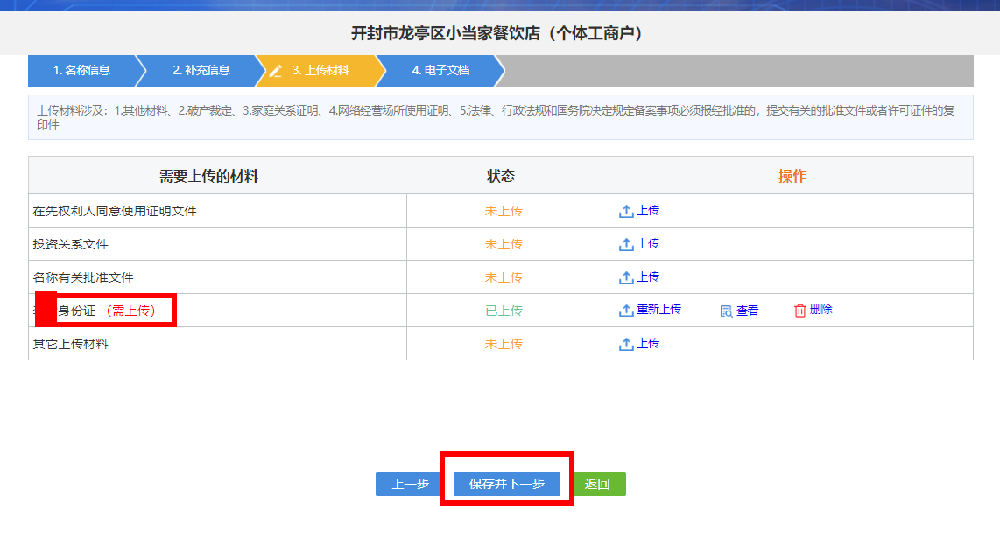 开封市龙亭区小当家餐饮店（个体工商户）
1. 名称信息 2. 补充信息 3. 上传材料 4. 电子文档
上传材料涉及：1.其他材料、2.破产裁定、3.家庭关系证明、4.网络经营场所使用证明、5.法律、行政法规和国务院决定规定备案事项必须报经批准的，提交有关的批准文件或者许可证件的复
印件
需要上传的材料 状态 操作
在先权利人同意使用证明文件 未上传 上传
投资关系文件 未上传 上传
名称有关批准文件 未上传 上传
身份证 （需上传） 已上传 重新上传 查看 删除
其它上传材料 未上传 上传
上一步 保存并下一步 返回